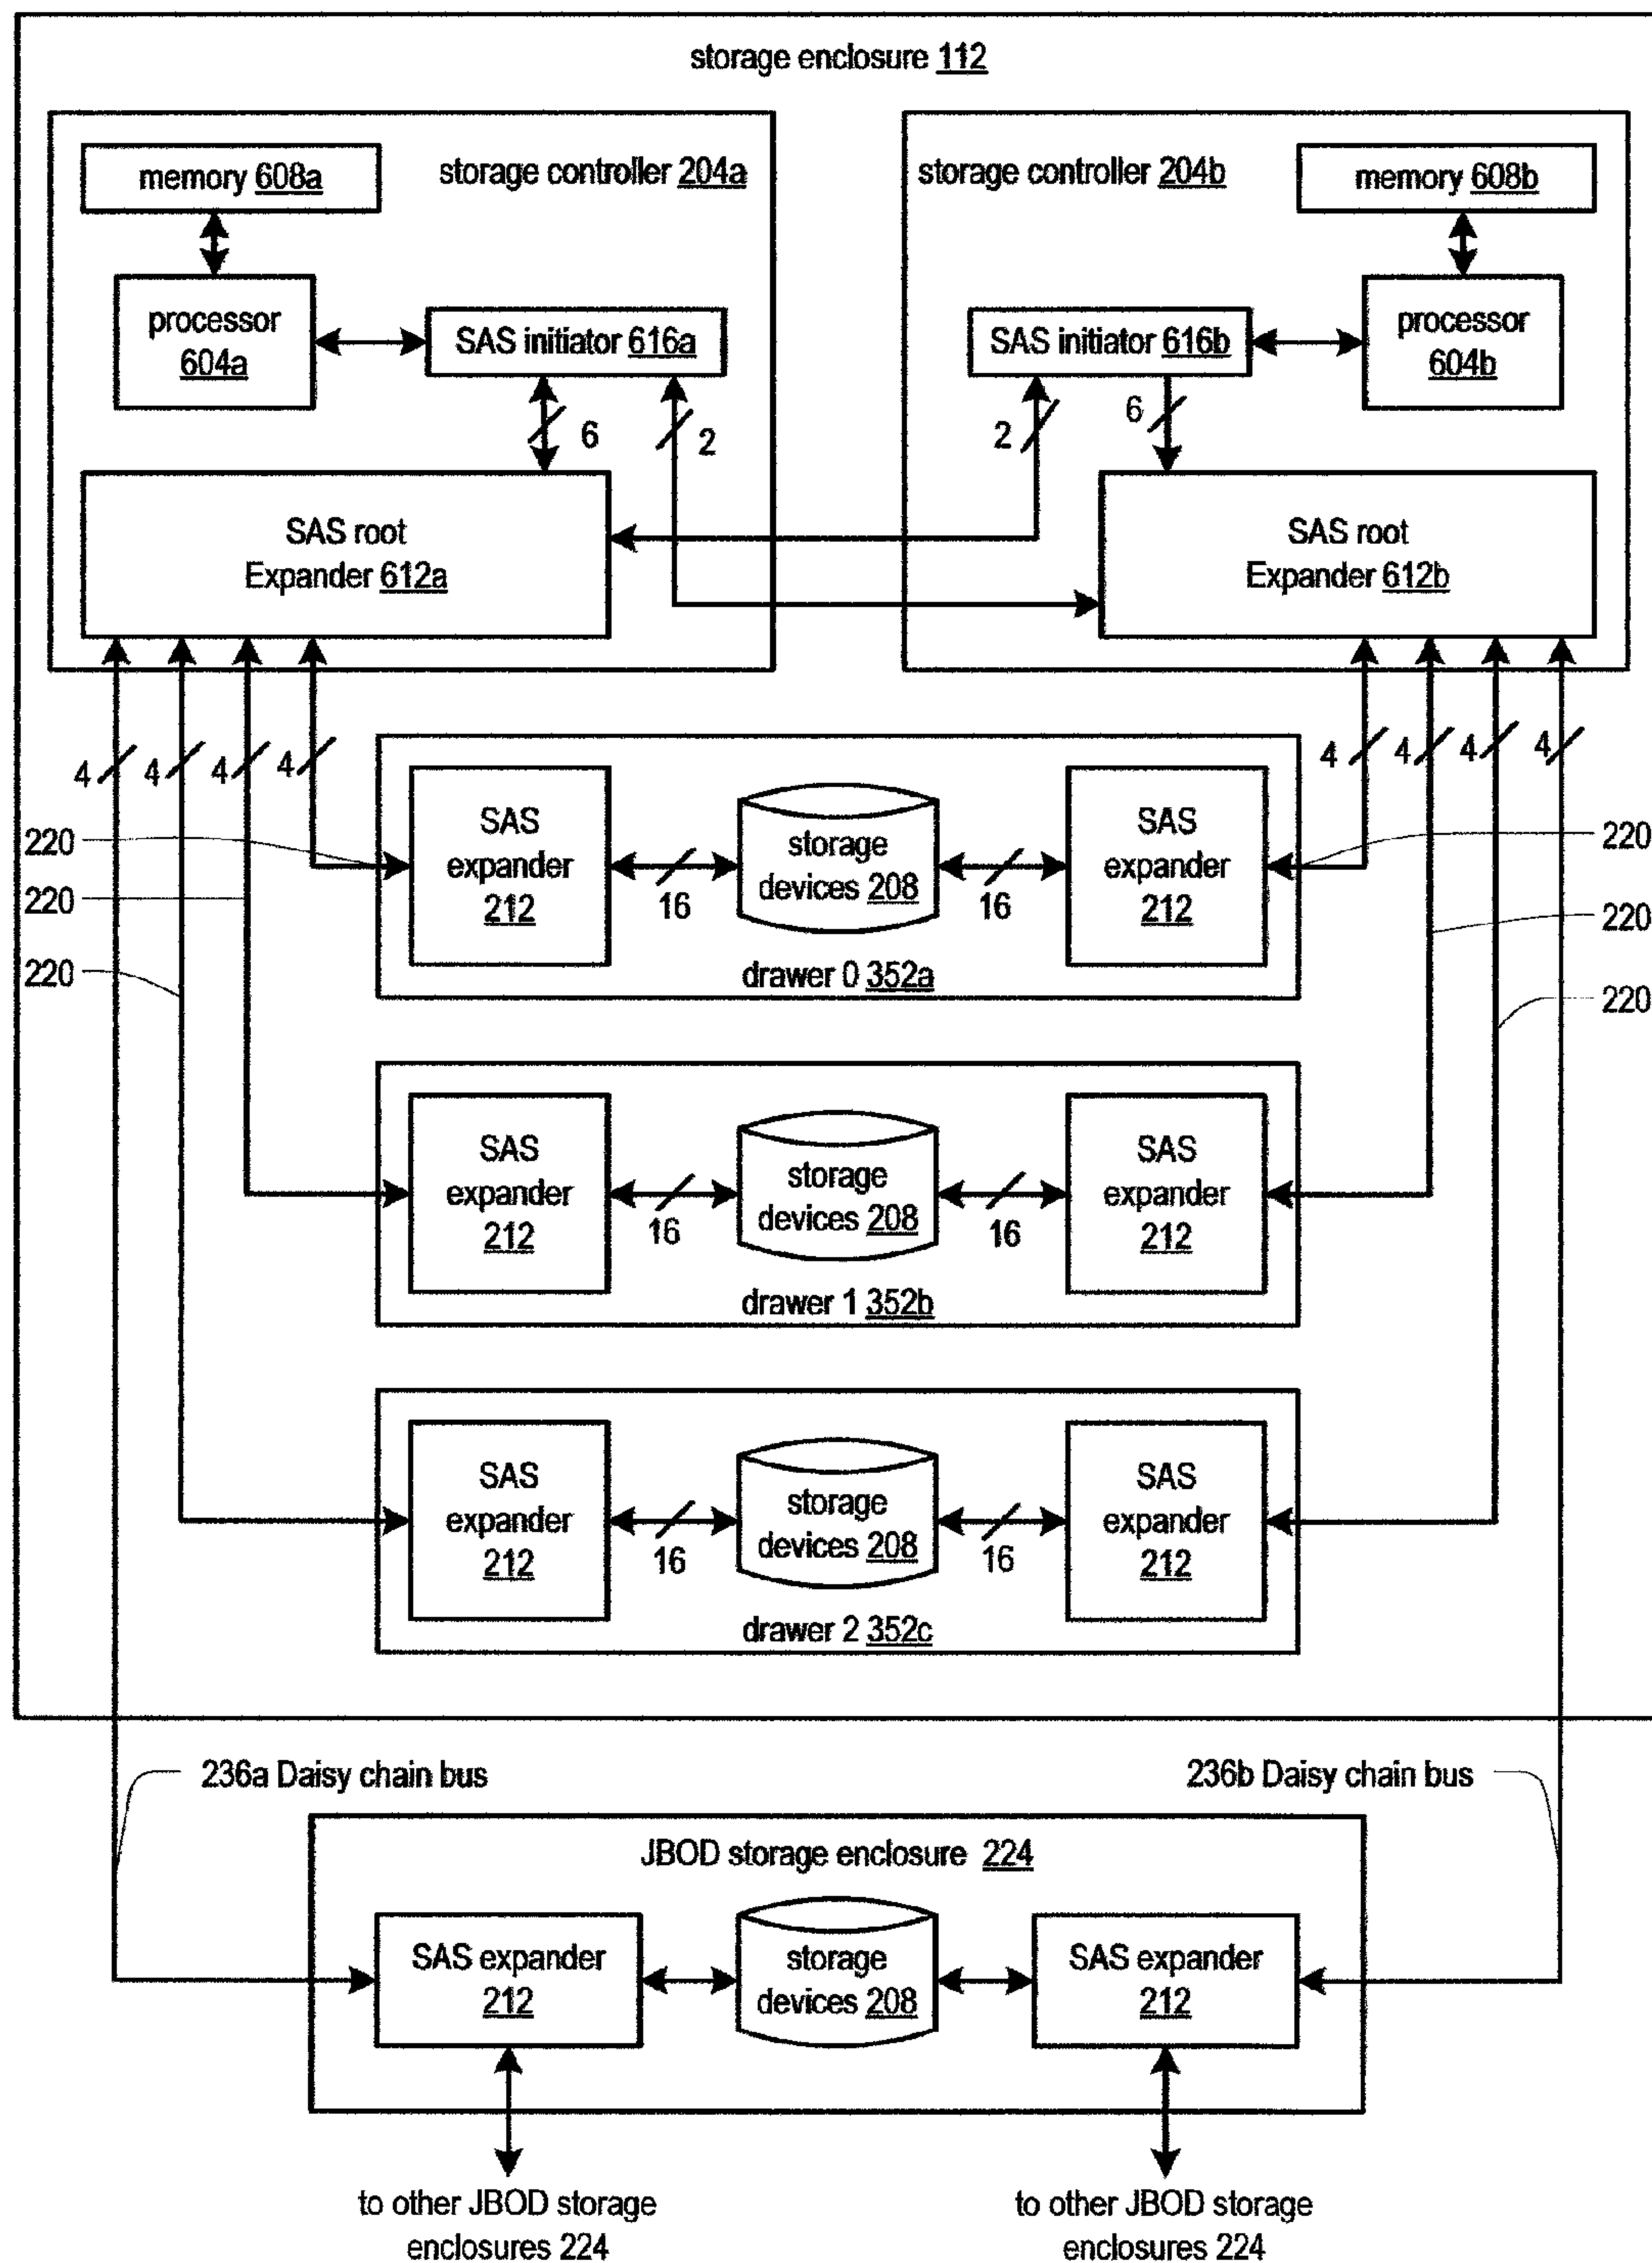 storage enclosure 112
memory 608a
storage controller 204a
processor
604a
SAS initiator 616a
6
2
SAS root
Expander 612a
storage controller 204b
memory 608b
SAS initiator 616b
processor
604b
2
6
SAS root
Expander 612b
4
4
4
4
4
4
4
4
220
220
220
220
220
220
SAS
expander
212
16
storage
devices 208
16
SAS
expander
212
drawer 0 352a
SAS
expander
212
16
storage
devices 208
16
SAS
expander
212
drawer 1 352b
SAS
expander
212
16
storage
devices 208
16
SAS
expander
212
drawer 2 352c
236a Daisy chain bus
236b Daisy chain bus
JBOD storage enclosure 224
SAS expander
212
storage
devices 208
SAS expander
212
to other JBOD storage
enclosures 224
to other JBOD storage
enclosures 224